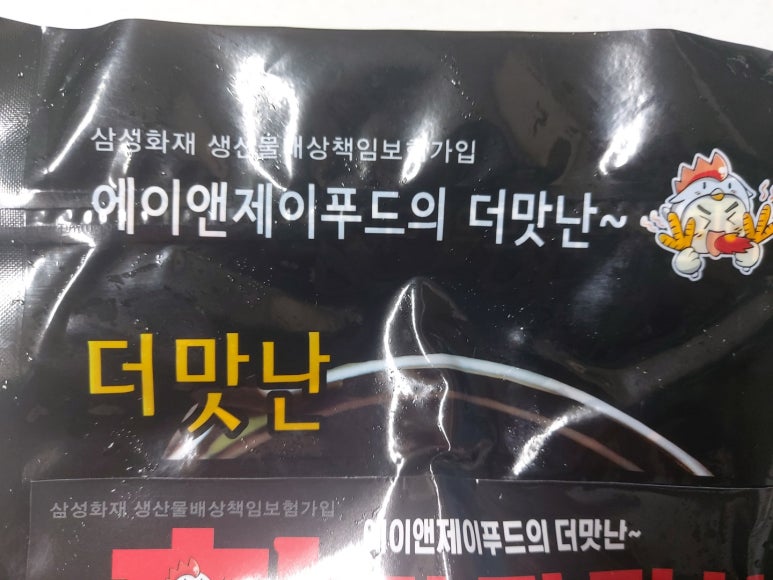 삼성화재 생산물배상책임보험가입
에이앤제이푸드의 더맛난~
더맛난
삼성화재 생산물배상책임보험가입
에이앤제이푸드의 더맛난~